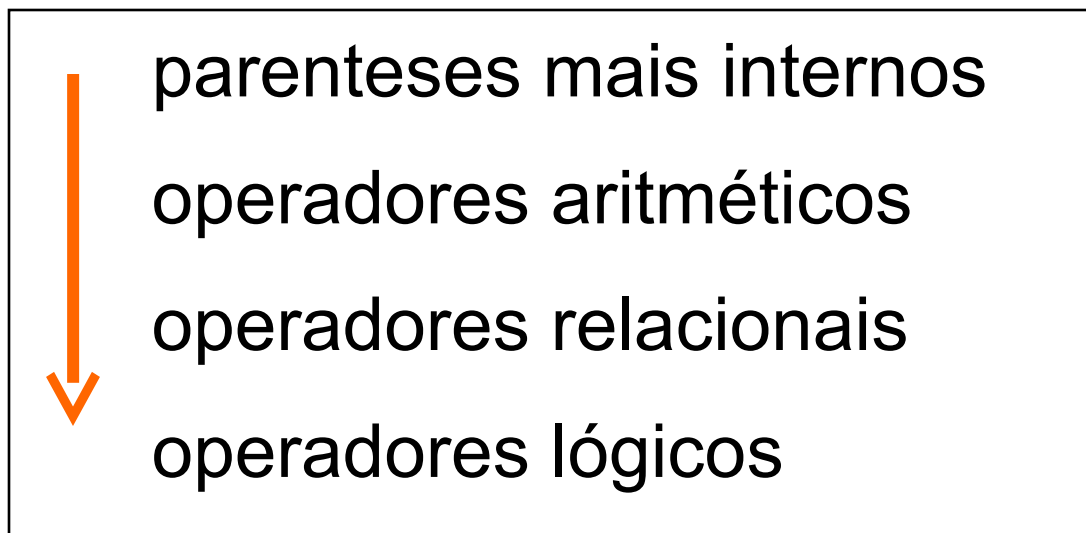 parenteses mais internos
operadores aritméticos
operadores relacionais
operadores lógicos